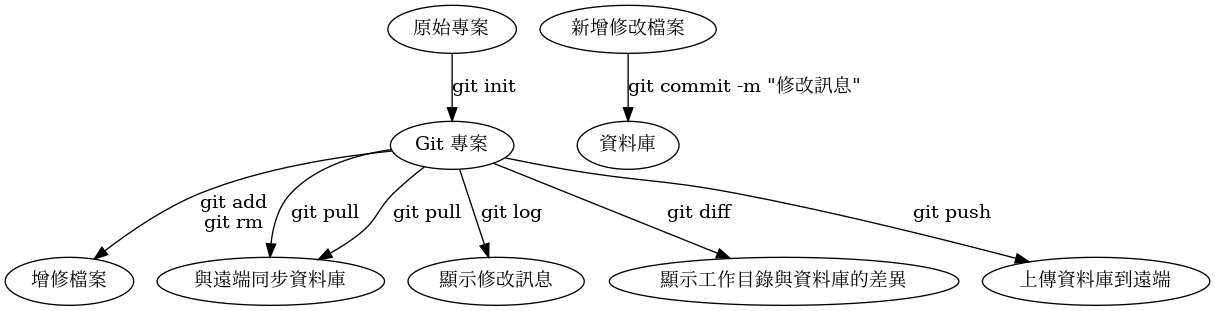 原始專案
新增修改檔案
git init
git commit -m "修改訊息"
Git 專案
資料庫
git add
git rm
git pull
git pull
git log
git diff
git push
增修檔案
與遠端同步資料庫
顯示修改訊息
顯示工作目錄與資料庫的差異
上傳資料庫到遠端